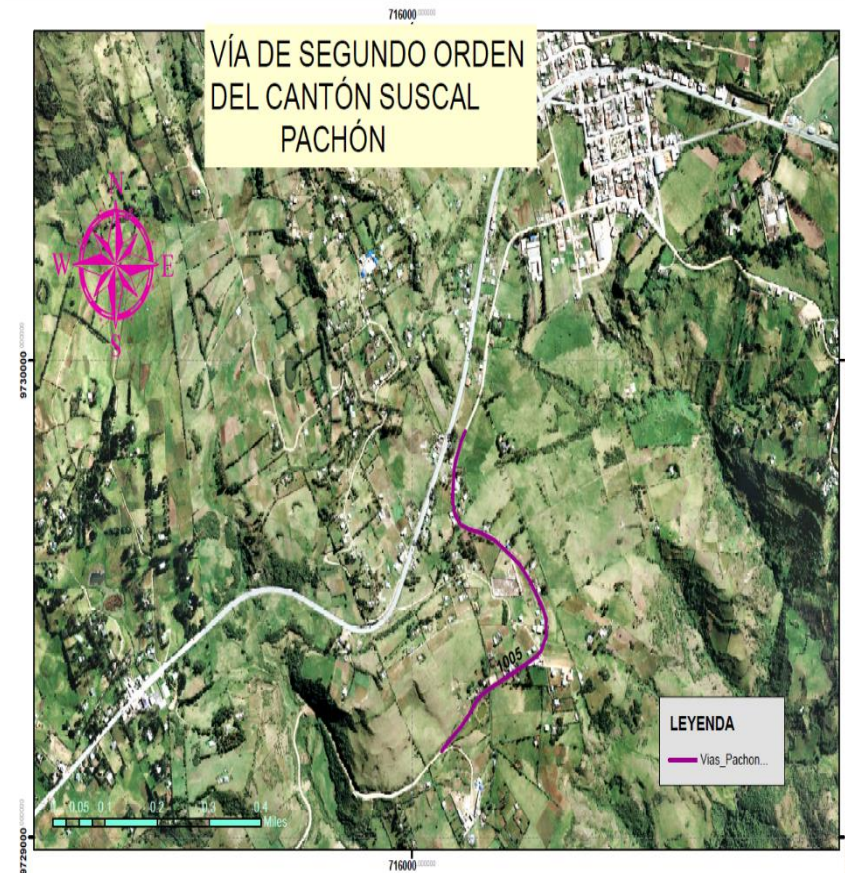 716000
VÍA DE SEGUNDO ORDEN
DEL CANTÓN SUSCAL
PACHÓN
N
W E
S
9730000
1005
LEYENDA
Vias_Pachon...
0 0.05 0.1 0.2 0.3 0.4
Miles
9729000
716000